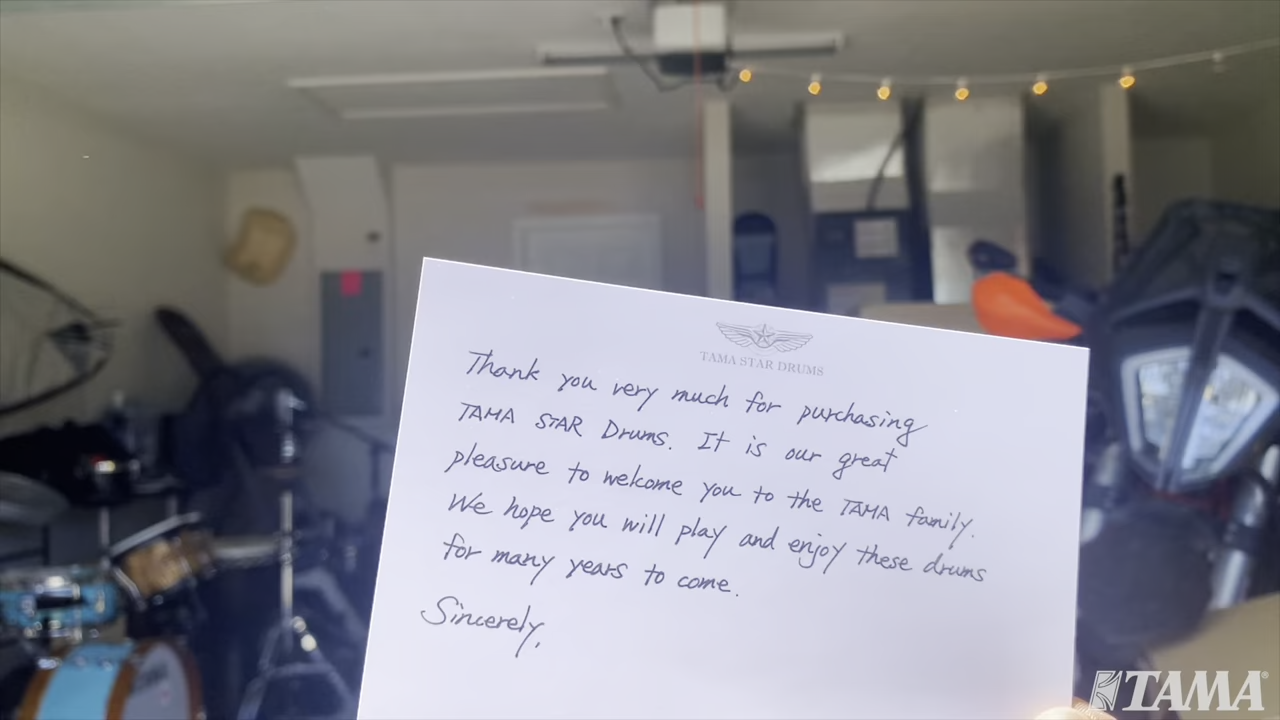 TAMA STAR DRUMS
Thank you very much for purchasing
TAMA STAR Drums. It is our great
pleasure to welcome you to the TAMA family.
We hope you will play and enjoy these drums
for many years to come.
Sincerely,
TAMA®